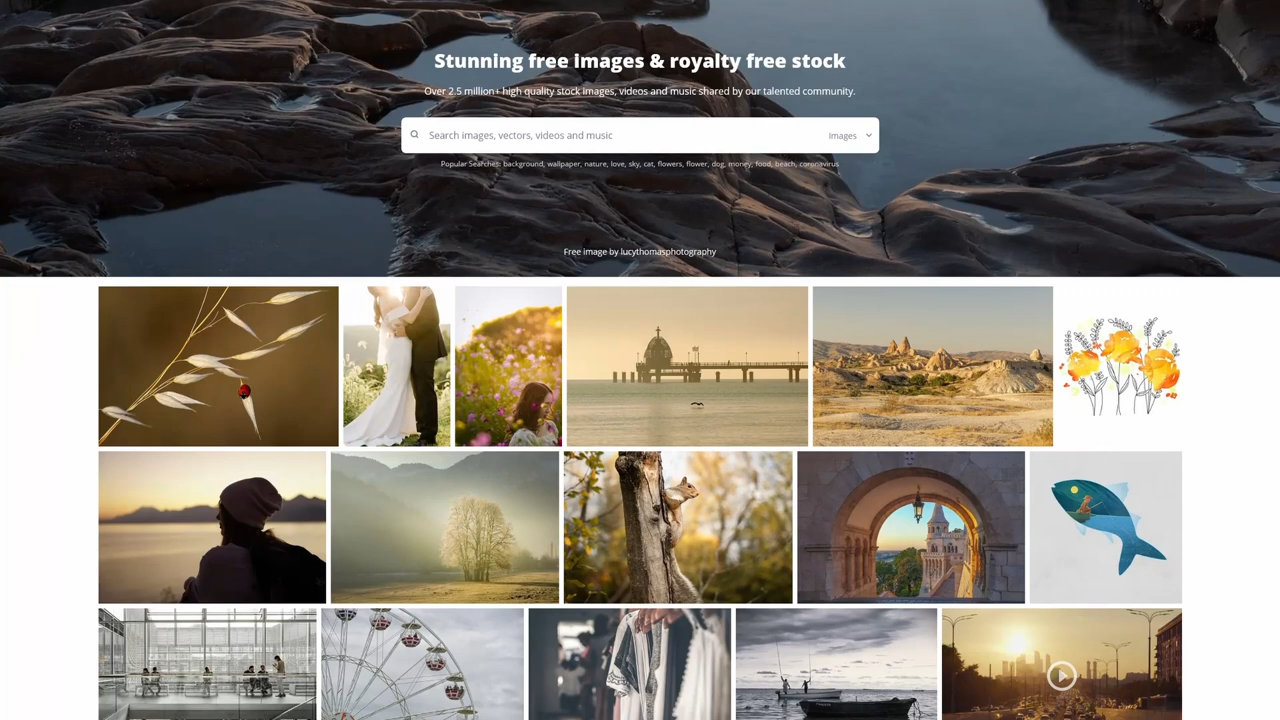 Stunning free images & royalty free stock
Over 2.5 million+ high quality stock images, videos and music shared by our talented community.
Search images, vectors, videos and music
Images
Popular Searches: background, wallpaper, nature, love, sky, cat, flowers, flower, dog, money, food, beach, coronavirus
Free image by lucythomasphotography